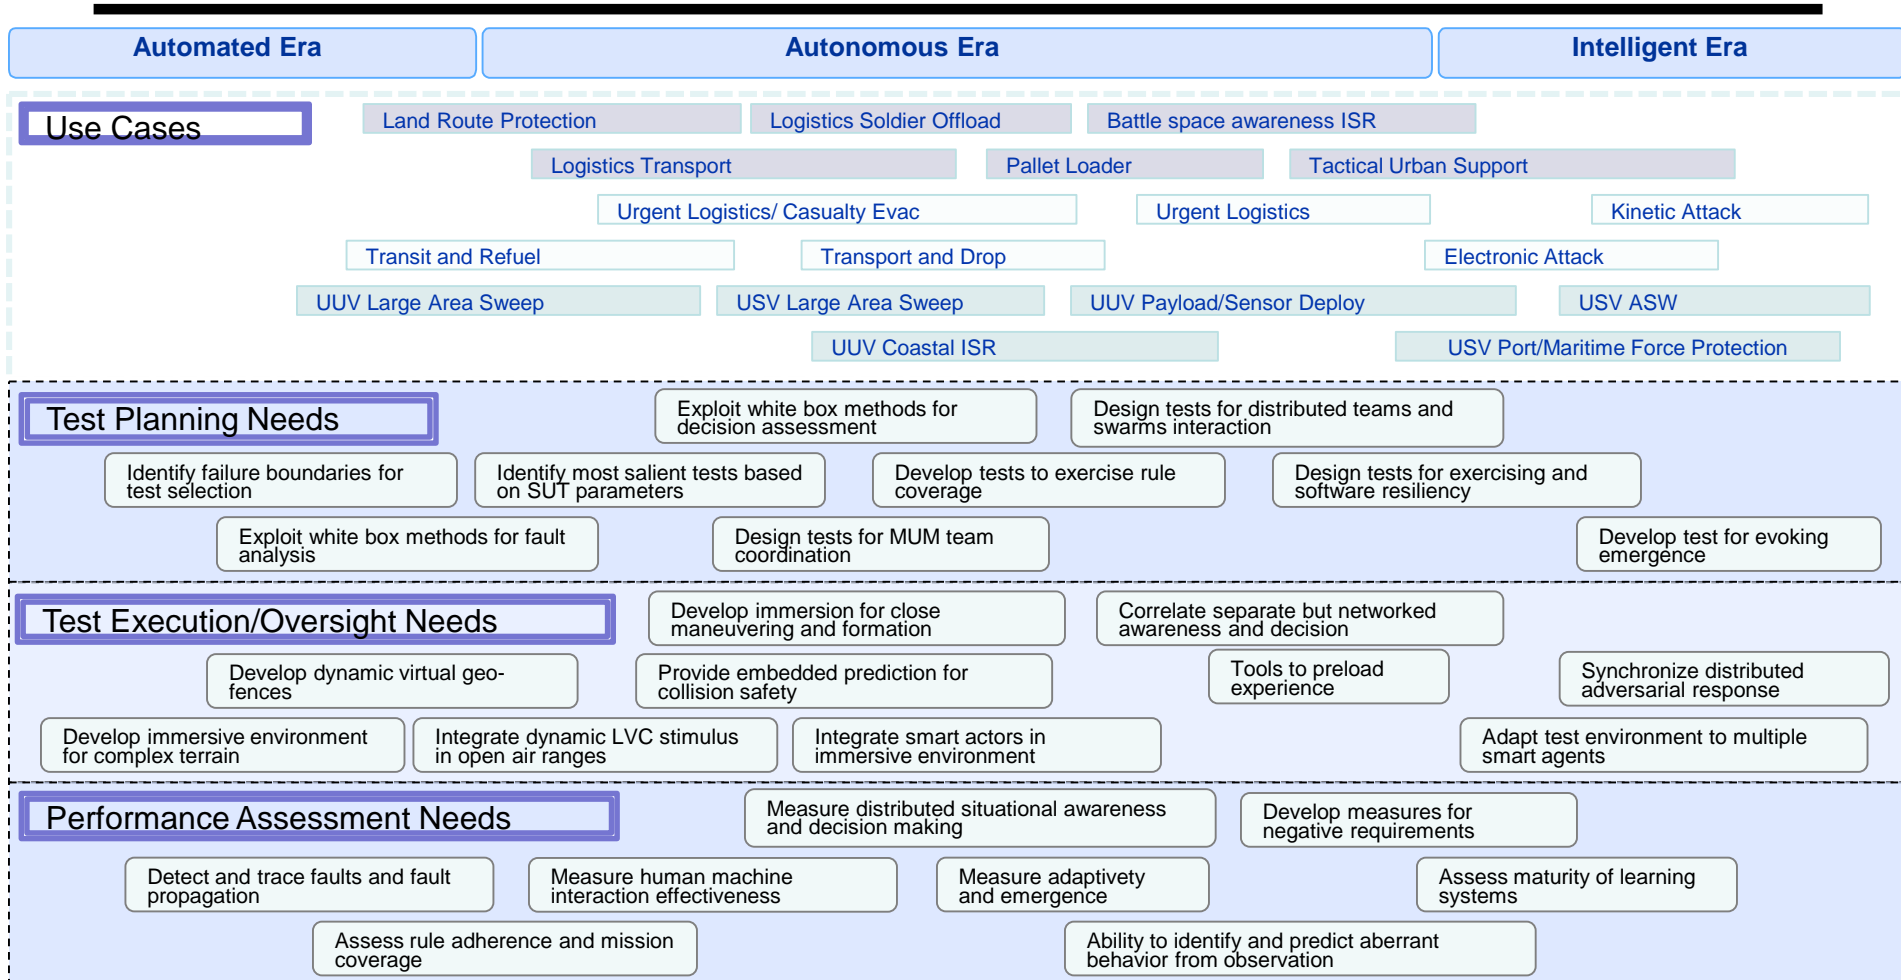 Automated Era
Autonomous Era
Intelligent Era
Use Cases
Land Route Protection
Logistics Soldier Offload
Battle space awareness ISR
Logistics Transport
Pallet Loader
Tactical Urban Support
Urgent Logistics/ Casualty Evac
Urgent Logistics
Kinetic Attack
Transit and Refuel
Transport and Drop
Electronic Attack
UUV Large Area Sweep
USV Large Area Sweep
UUV Payload/Sensor Deploy
USV ASW
UUV Coastal ISR
USV Port/Maritime Force Protection
Test Planning Needs
Exploit white box methods for
decision assessment
Design tests for distributed teams and
swarms interaction
Identify failure boundaries for
test selection
Identify most salient tests based
on SUT parameters
Develop tests to exercise rule
coverage
Design tests for exercising and
software resiliency
Exploit white box methods for fault
analysis
Design tests for MUM team
coordination
Develop test for evoking
emergence
Test Execution/Oversight Needs
Develop immersion for close
maneuvering and formation
Correlate separate but networked
awareness and decision
Develop dynamic virtual geo-
fences
Provide embedded prediction for
collision safety
Tools to preload
experience
Synchronize distributed
adversarial response
Develop immersive environment
for complex terrain
Integrate dynamic LVC stimulus
in open air ranges
Integrate smart actors in
immersive environment
Adapt test environment to multiple
smart agents
Performance Assessment Needs
Measure distributed situational awareness
and decision making
Develop measures for
negative requirements
Detect and trace faults and fault
propagation
Measure human machine
interaction effectiveness
Measure adaptivety
and emergence
Assess maturity of learning
systems
Assess rule adherence and mission
coverage
Ability to identify and predict aberrant
behavior from observation